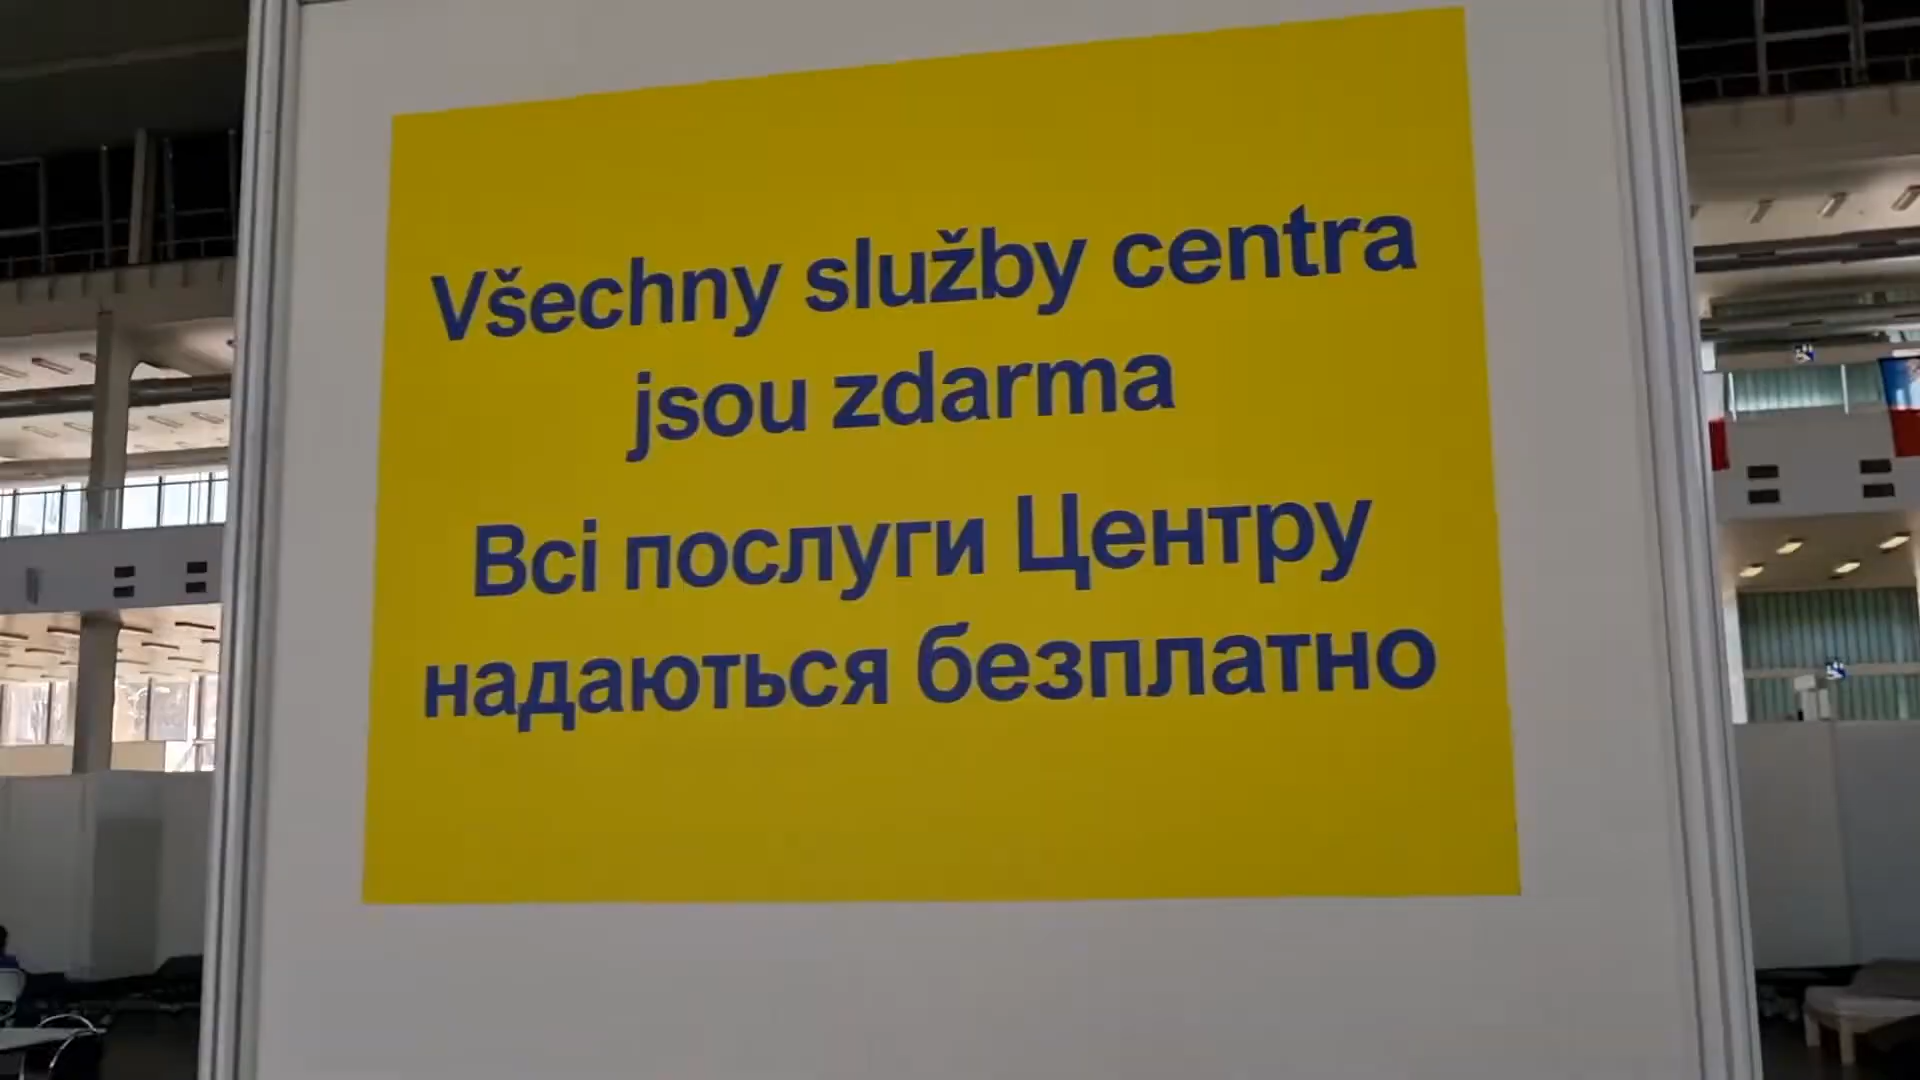 Všechny služby centra
jsou zdarma
Всі послуги Центру
надаються безплатно